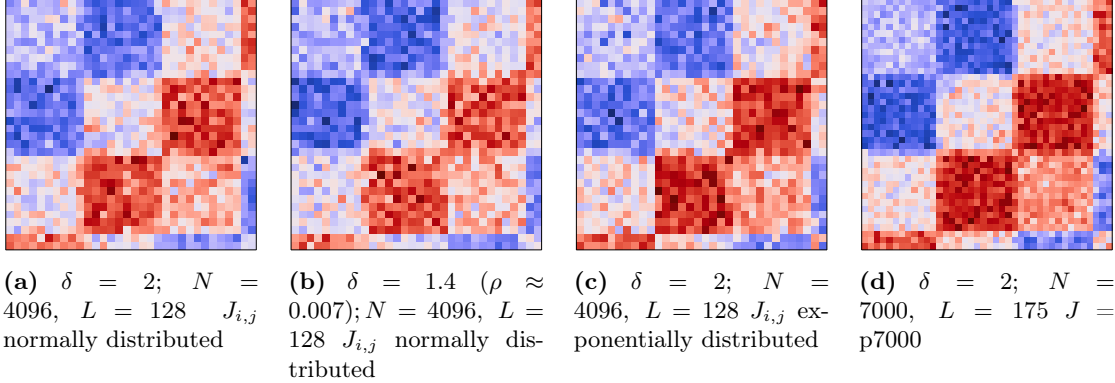 (a) δ = 2; N =
4096, L = 128 J_{i,j}
normally distributed
(b) δ = 1.4 (ρ ≈
0.007); N = 4096, L =
128 J_{i,j} normally dis-
tributed
(c) δ = 2; N =
4096, L = 128 J_{i,j} ex-
ponentially distributed
(d) δ = 2; N =
7000, L = 175 J =
p7000